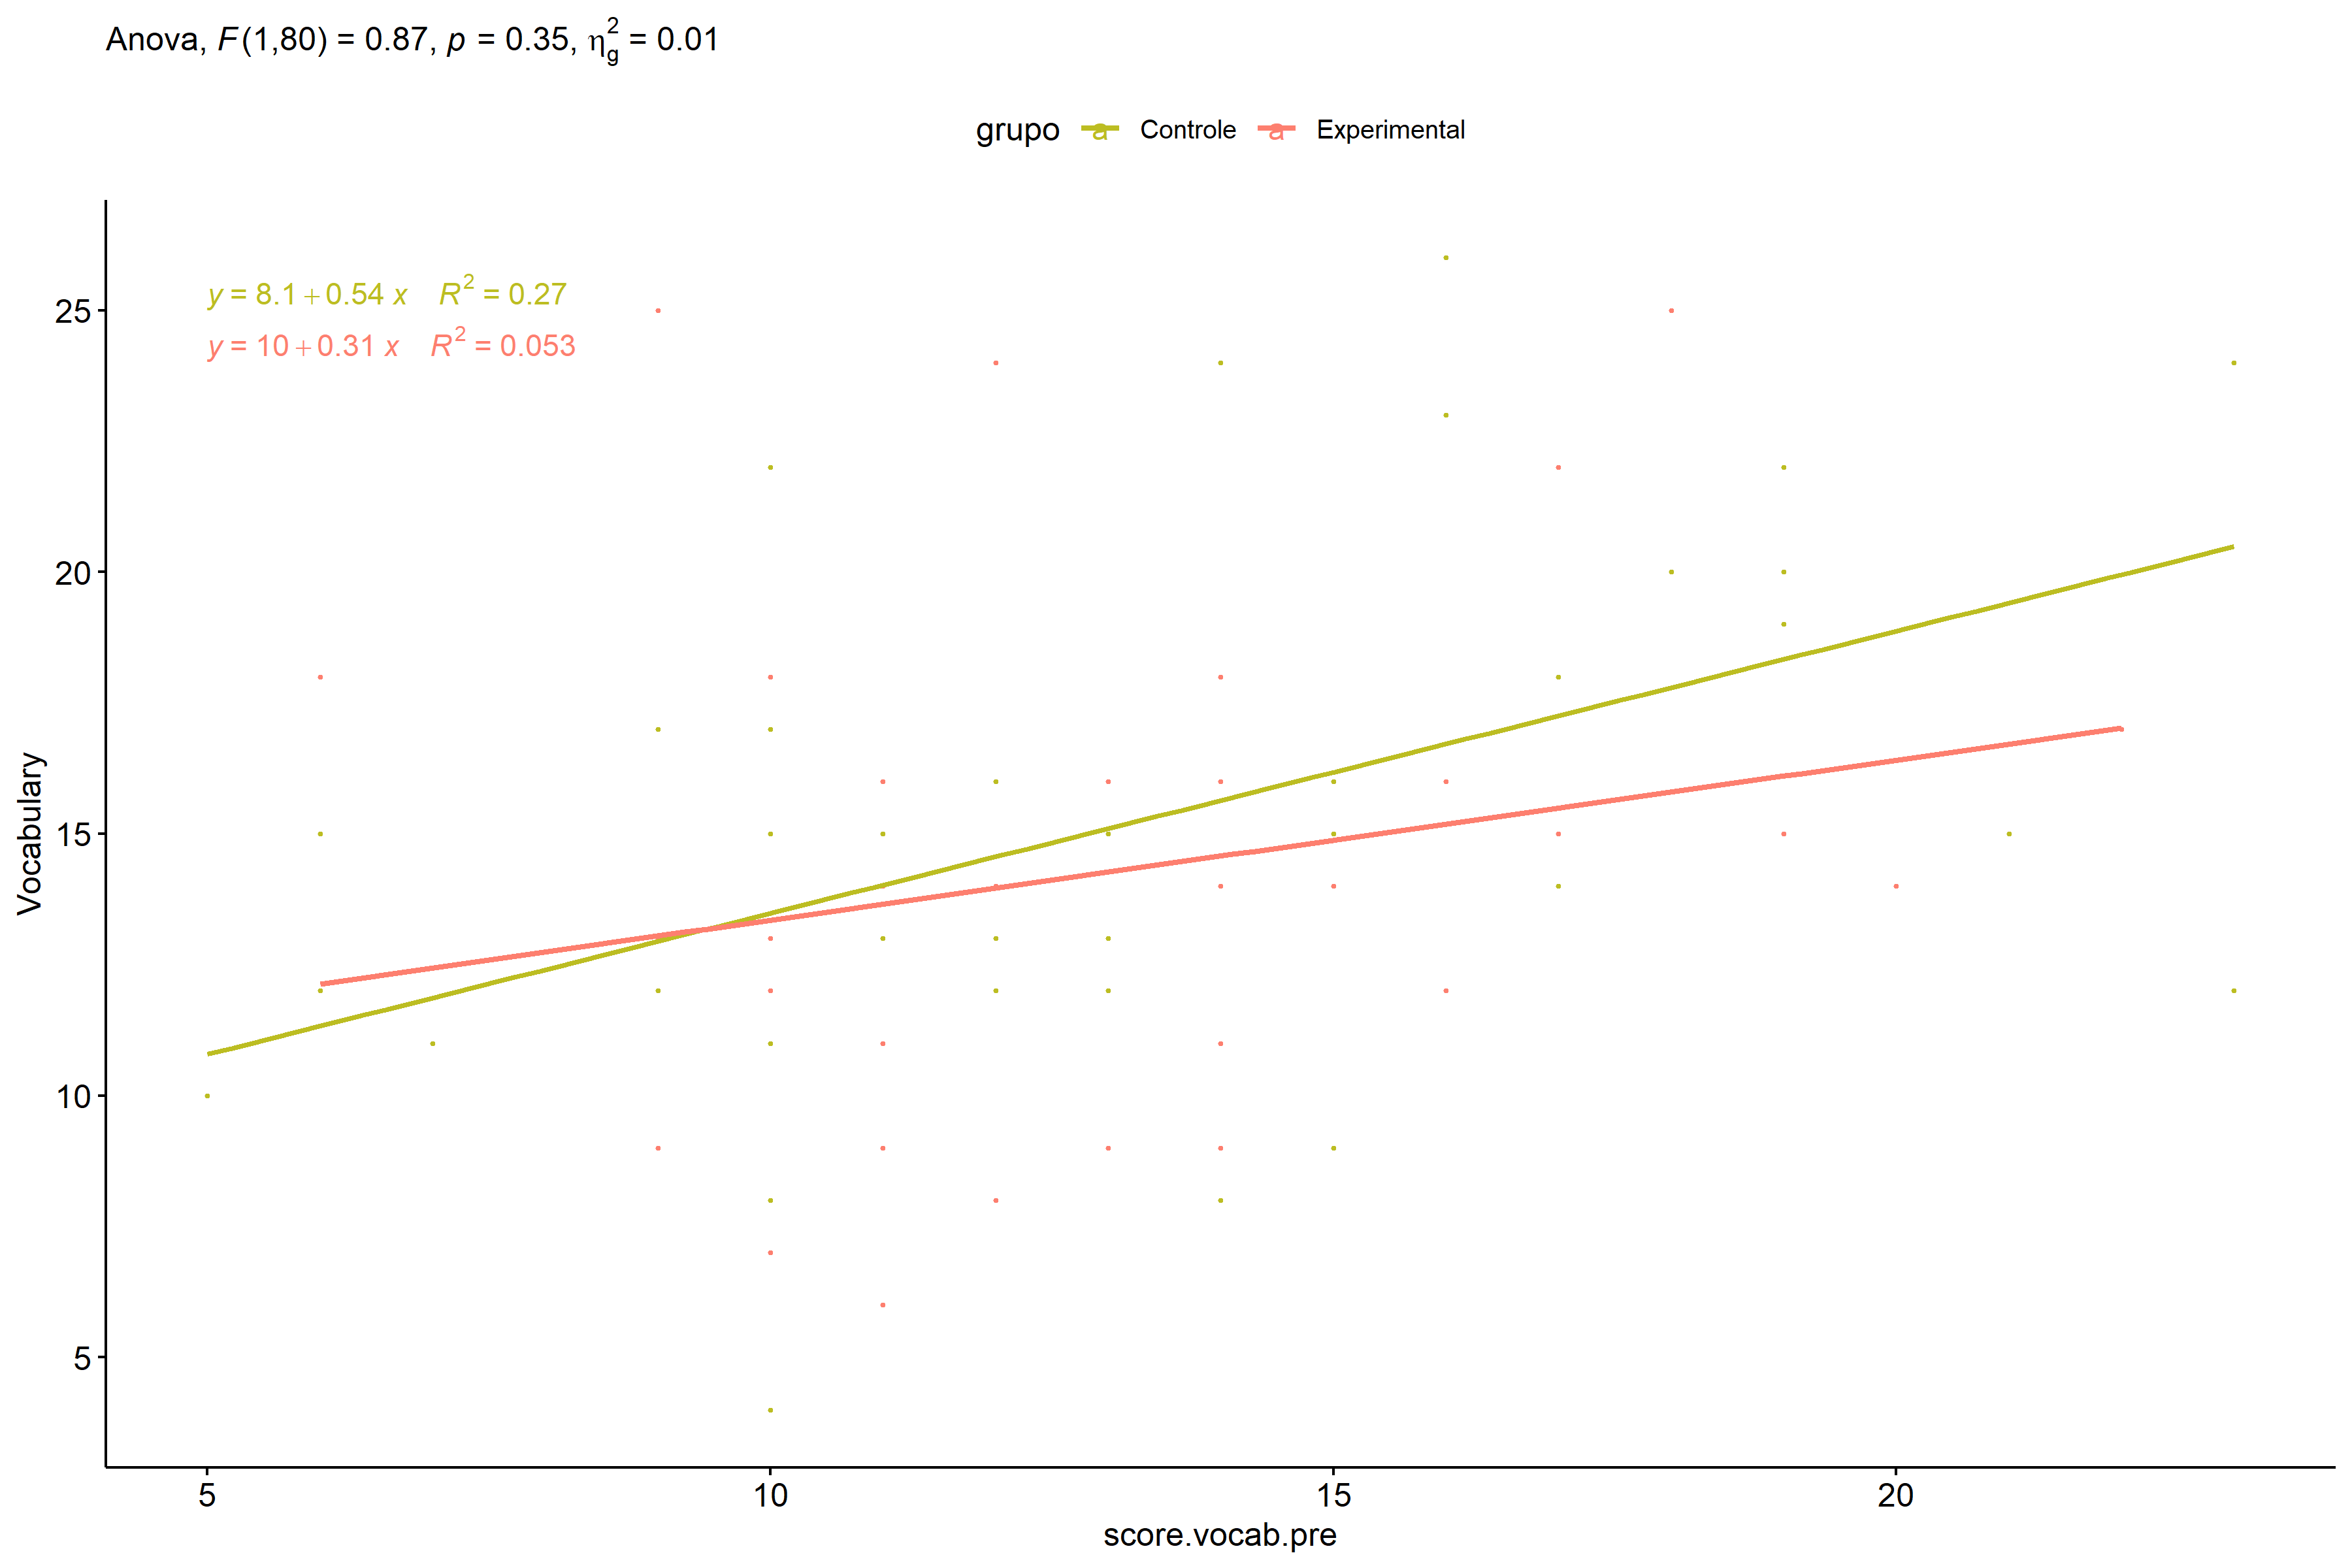 Anova, F(1,80) = 0.87, p = 0.35, η²g = 0.01
grupo a Controle a Experimental
y = 8.1 + 0.54 x R² = 0.27
y = 10 + 0.31 x R² = 0.053
25
20
15
10
5
Vocabulary
5 10 15 20
score.vocab.pre